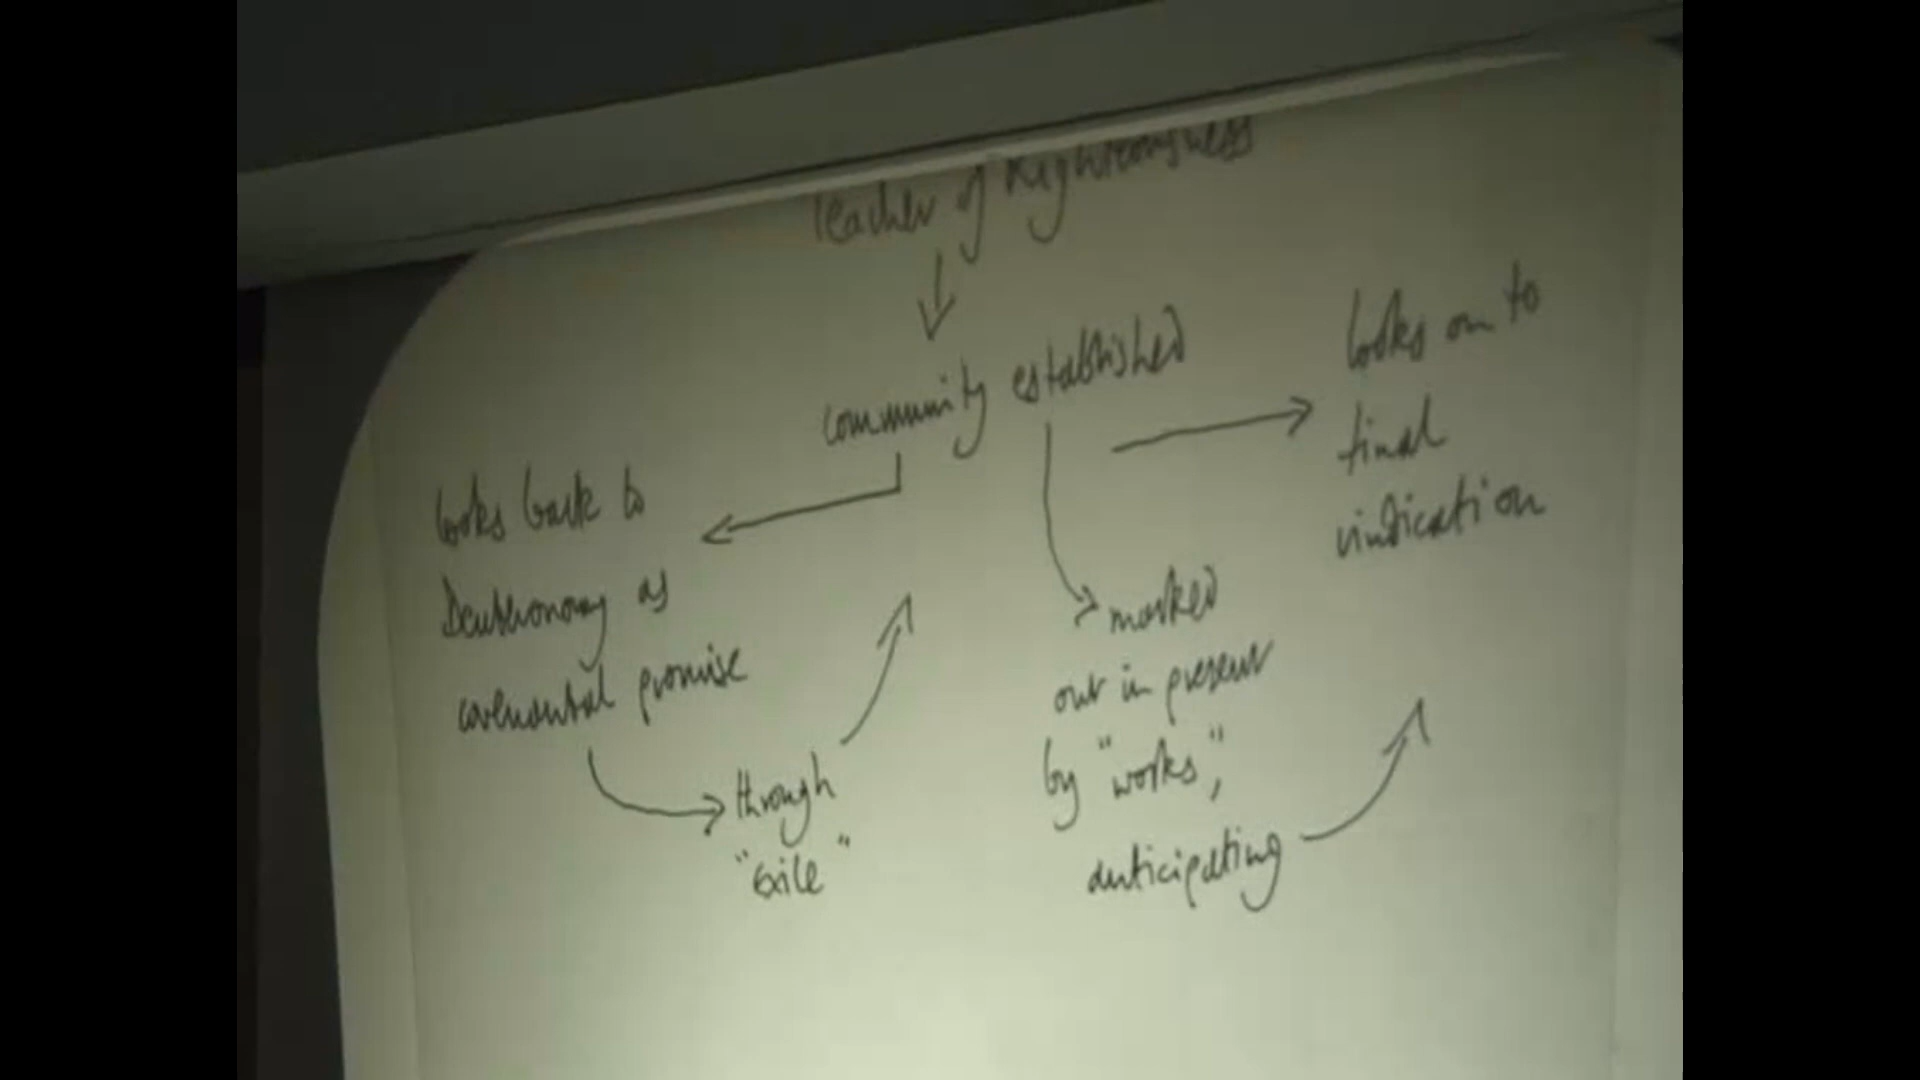 Teacher of Righteousness
community established
looks on to
final
vindication
looks back to
Deuteronomy as
covenantal promise
through
"exile"
marked
out in present
by "works",
anticipating